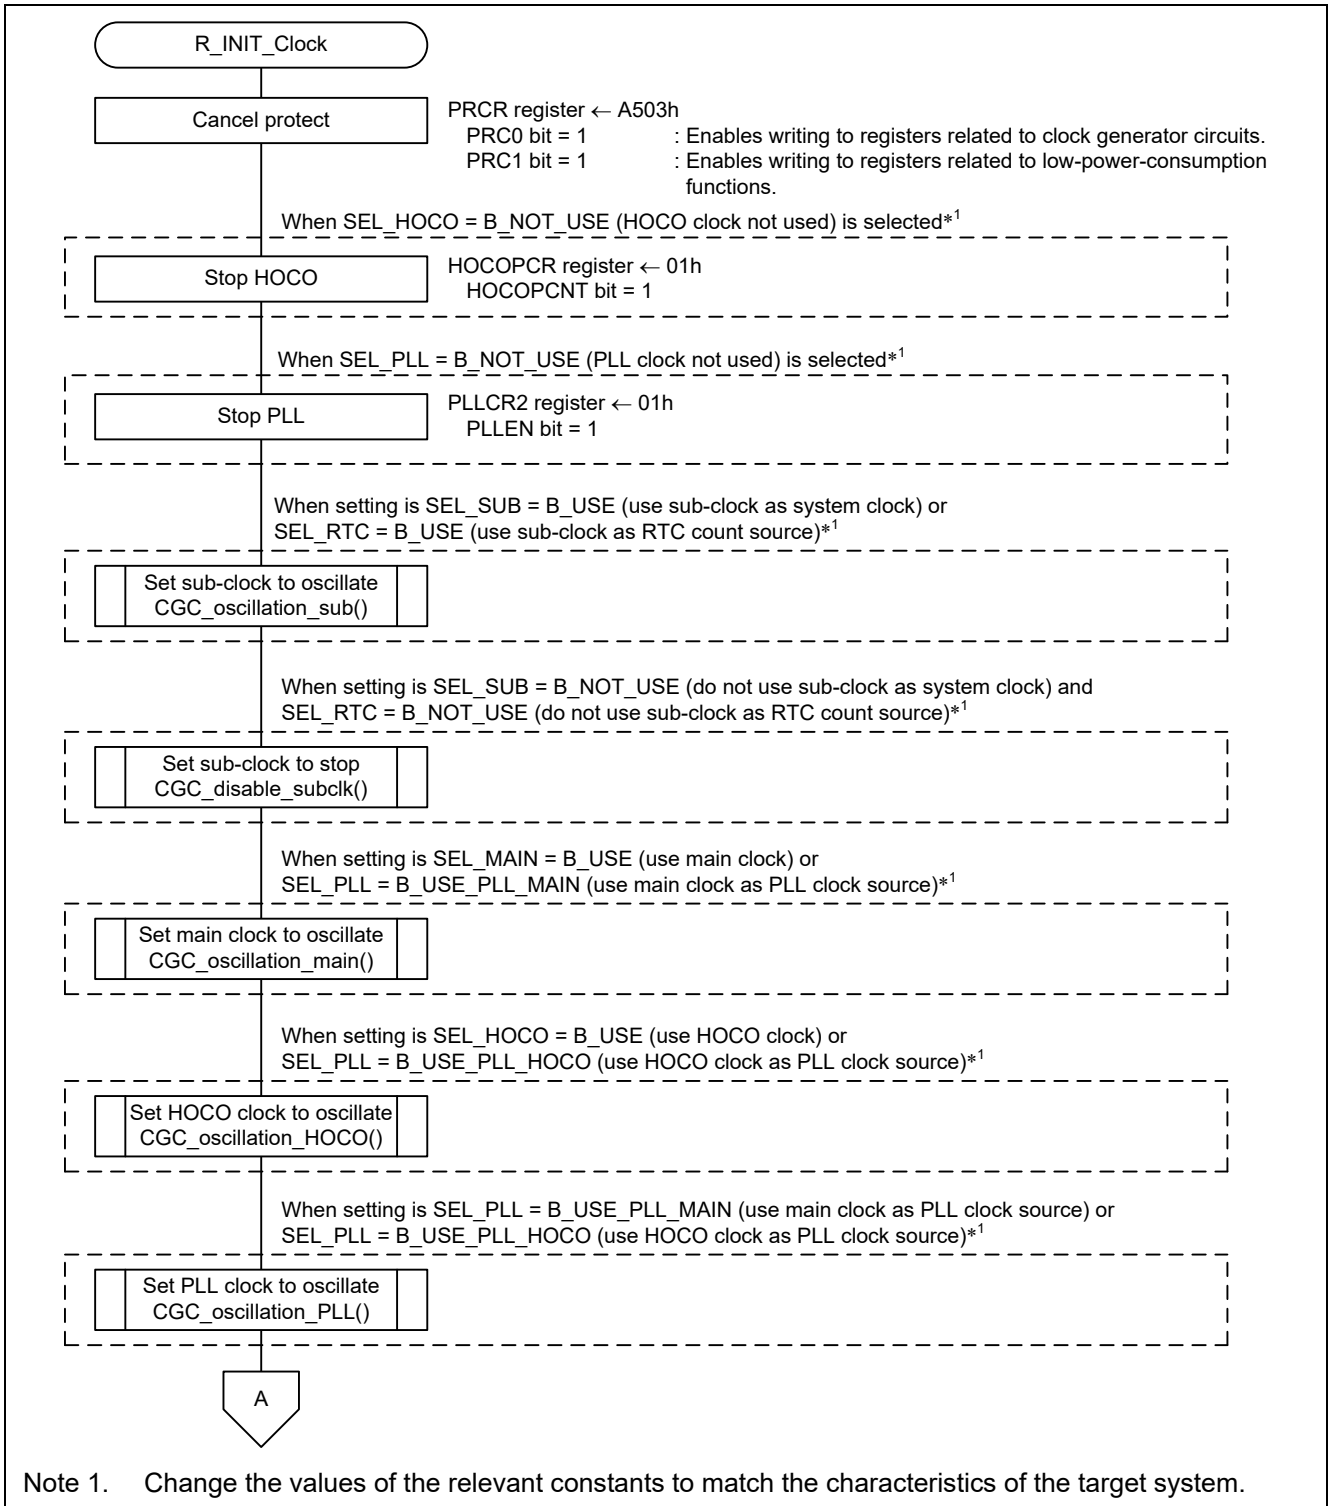 R_INIT_Clock
Cancel protect
PRCR register ← A503h
PRC0 bit = 1 : Enables writing to registers related to clock generator circuits.
PRC1 bit = 1 : Enables writing to registers related to low-power-consumption
functions.
When SEL_HOCO = B_NOT_USE (HOCO clock not used) is selected*1
Stop HOCO
HOCOPCR register ← 01h
HOCOPCNT bit = 1
When SEL_PLL = B_NOT_USE (PLL clock not used) is selected*1
Stop PLL
PLLCR2 register ← 01h
PLLEN bit = 1
When setting is SEL_SUB = B_USE (use sub-clock as system clock) or
SEL_RTC = B_USE (use sub-clock as RTC count source)*1
Set sub-clock to oscillate
CGC_oscillation_sub()
When setting is SEL_SUB = B_NOT_USE (do not use sub-clock as system clock) and
SEL_RTC = B_NOT_USE (do not use sub-clock as RTC count source)*1
Set sub-clock to stop
CGC_disable_subclk()
When setting is SEL_MAIN = B_USE (use main clock) or
SEL_PLL = B_USE_PLL_MAIN (use main clock as PLL clock source)*1
Set main clock to oscillate
CGC_oscillation_main()
When setting is SEL_HOCO = B_USE (use HOCO clock) or
SEL_PLL = B_USE_PLL_HOCO (use HOCO clock as PLL clock source)*1
Set HOCO clock to oscillate
CGC_oscillation_HOCO()
When setting is SEL_PLL = B_USE_PLL_MAIN (use main clock as PLL clock source) or
SEL_PLL = B_USE_PLL_HOCO (use HOCO clock as PLL clock source)*1
Set PLL clock to oscillate
CGC_oscillation_PLL()
A
Note 1. Change the values of the relevant constants to match the characteristics of the target system.